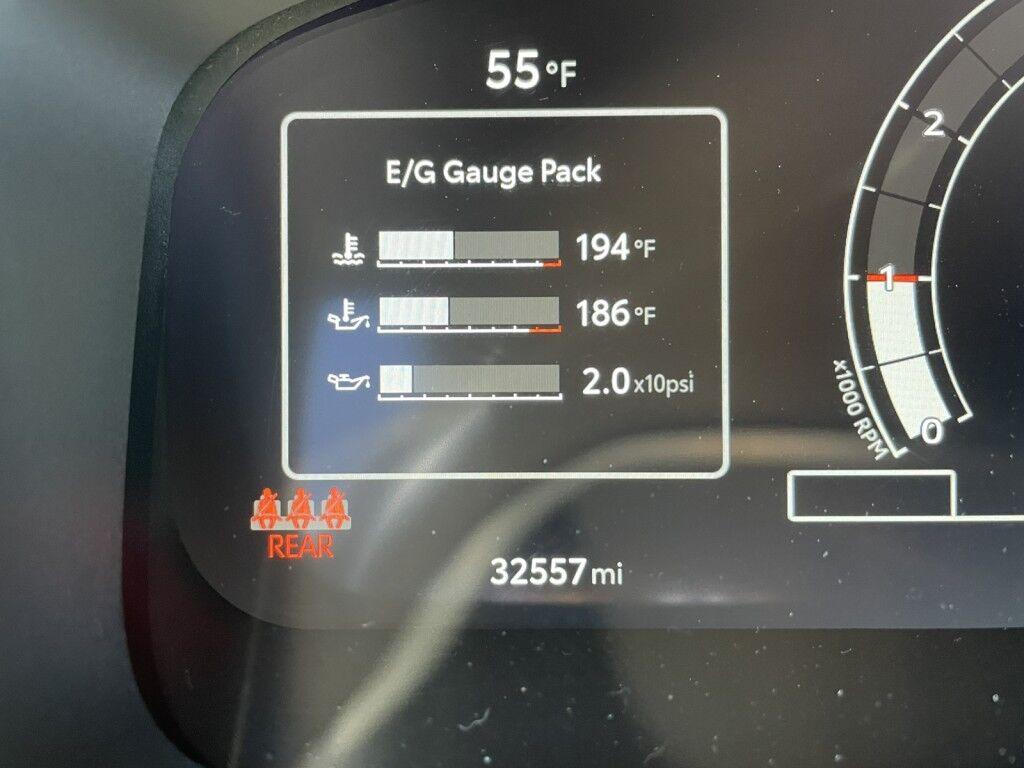 55°F
E/G Gauge Pack
194°F
186°F
2.0x10psi
REAR
32557mi
2
1
0
x1000 RPM